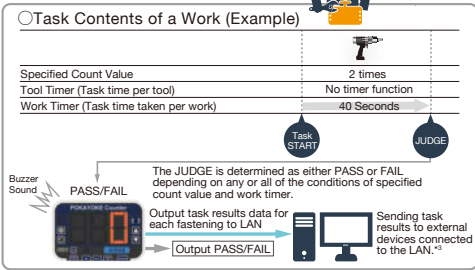 ○Task Contents of a Work (Example)
Specified Count Value 2 times
Tool Timer (Task time per tool) No timer function
Work Timer (Task time taken per work) 40 Seconds
Task
START
JUDGE
The JUDGE is determined as either PASS or FAIL
depending on any or all of the conditions of specified
count value and work timer.
Buzzer
Sound
PASS/FAIL
POKAYOKE Counter
Output task results data for
each fastening to LAN
Output PASS/FAIL
Sending task
results to external
devices connected
to the LAN.*3